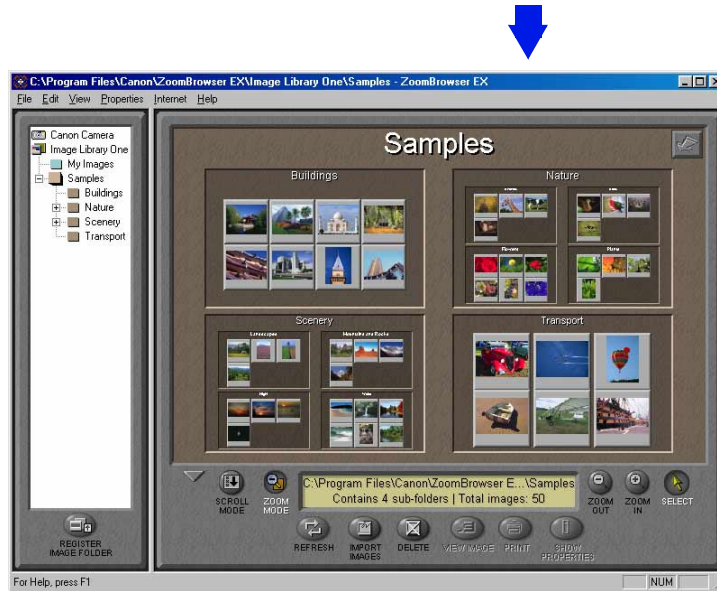 C:\Program Files\Canon\ZoomBrowser EX\Image Library One\Samples - ZoomBrowser EX
File Edit View Properties Internet Help
Canon Camera
Image Library One
My Images
Samples
Buildings
Nature
Scenery
Transport
Samples
Buildings
Nature
Flowers
Plants
Scenery
Landscapes
Mountains and Rocks
Night
Water
Transport
SCROLL MODE
ZOOM MODE
C:\Program Files\Canon\ZoomBrowser E...\Samples
Contains 4 sub-folders | Total images: 50
ZOOM OUT
ZOOM IN
SELECT
REGISTER
IMAGE FOLDER
REFRESH
IMPORT IMAGES
DELETE
VIEW IMAGE
PRINT
SHOW PROPERTIES
For Help, press F1
NUM